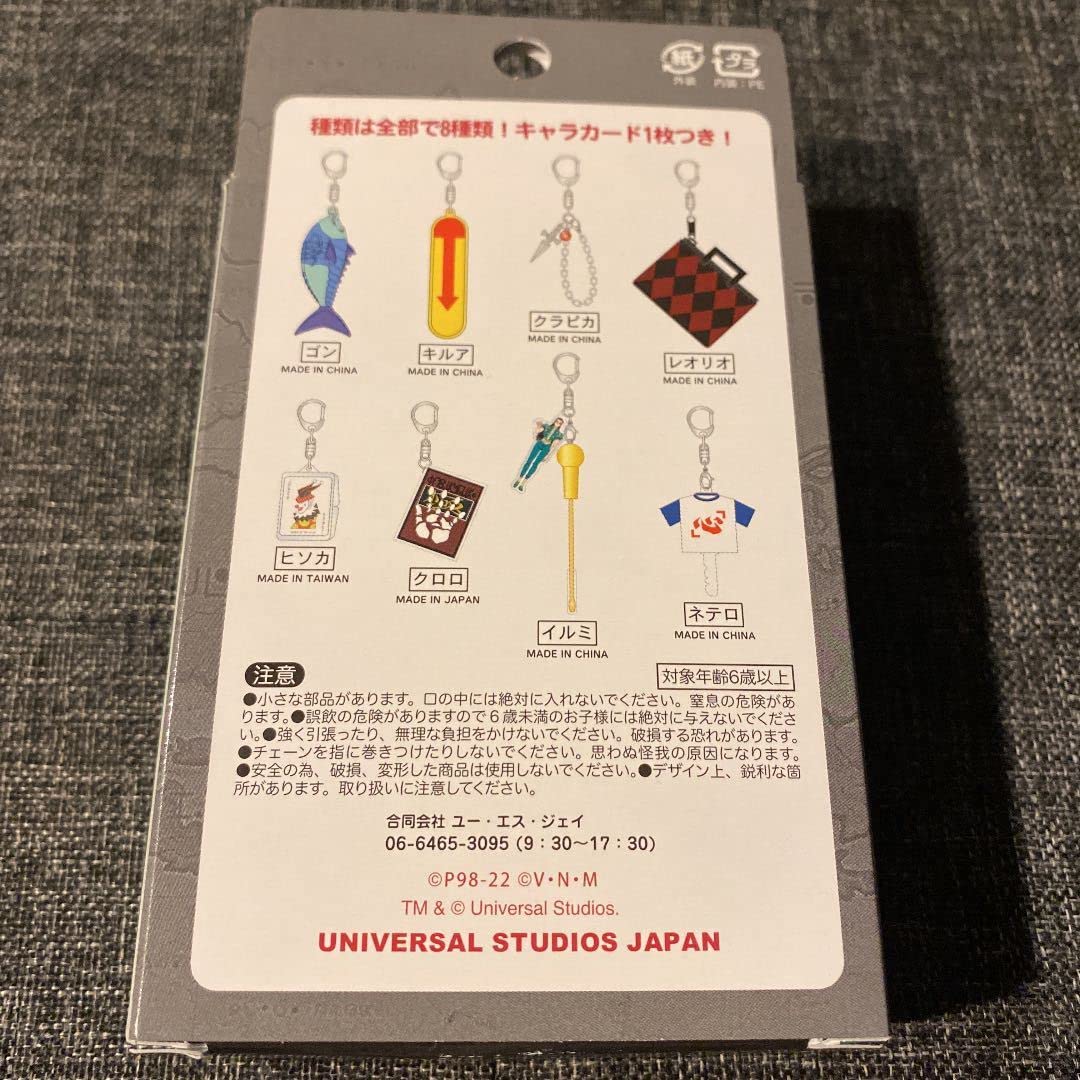 紙
外装
プラ
内袋：PE
種類は全部で8種類！キャラカード1枚つき！
ゴン
MADE IN CHINA
キルア
MADE IN CHINA
クラピカ
MADE IN CHINA
レオリオ
MADE IN CHINA
ヒソカ
MADE IN TAIWAN
クロロ
MADE IN JAPAN
イルミ
MADE IN CHINA
心
ネテロ
MADE IN CHINA
注意
対象年齢6歳以上
●小さな部品があります。口の中には絶対に入れないでください。窒息の危険があ
ります。●誤飲の危険がありますので６歳未満のお子様には絶対に与えないでくださ
い。●強く引張ったり、無理な負担をかけないでください。破損する恐れがあります。
●チェーンを指に巻きつけたりしないでください。思わぬ怪我の原因になります。
●安全の為、破損、変形した商品は使用しないでください。●デザイン上、鋭利な箇
所があります。取り扱いに注意してください。
合同会社 ユー・エス・ジェイ
06-6465-3095（9：30～17：30）
©P98-22 ©V・N・M
TM & © Universal Studios.
UNIVERSAL STUDIOS JAPAN